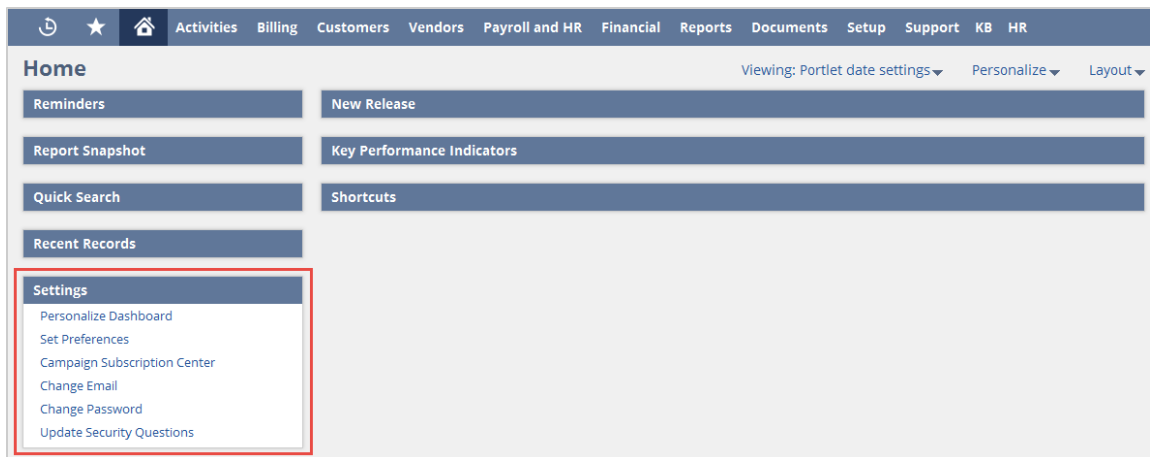 Activities Billing Customers Vendors Payroll and HR Financial Reports Documents Setup Support KB HR
Home
Viewing: Portlet date settings Personalize Layout
Reminders
New Release
Report Snapshot
Key Performance Indicators
Quick Search
Shortcuts
Recent Records
Settings
Personalize Dashboard
Set Preferences
Campaign Subscription Center
Change Email
Change Password
Update Security Questions